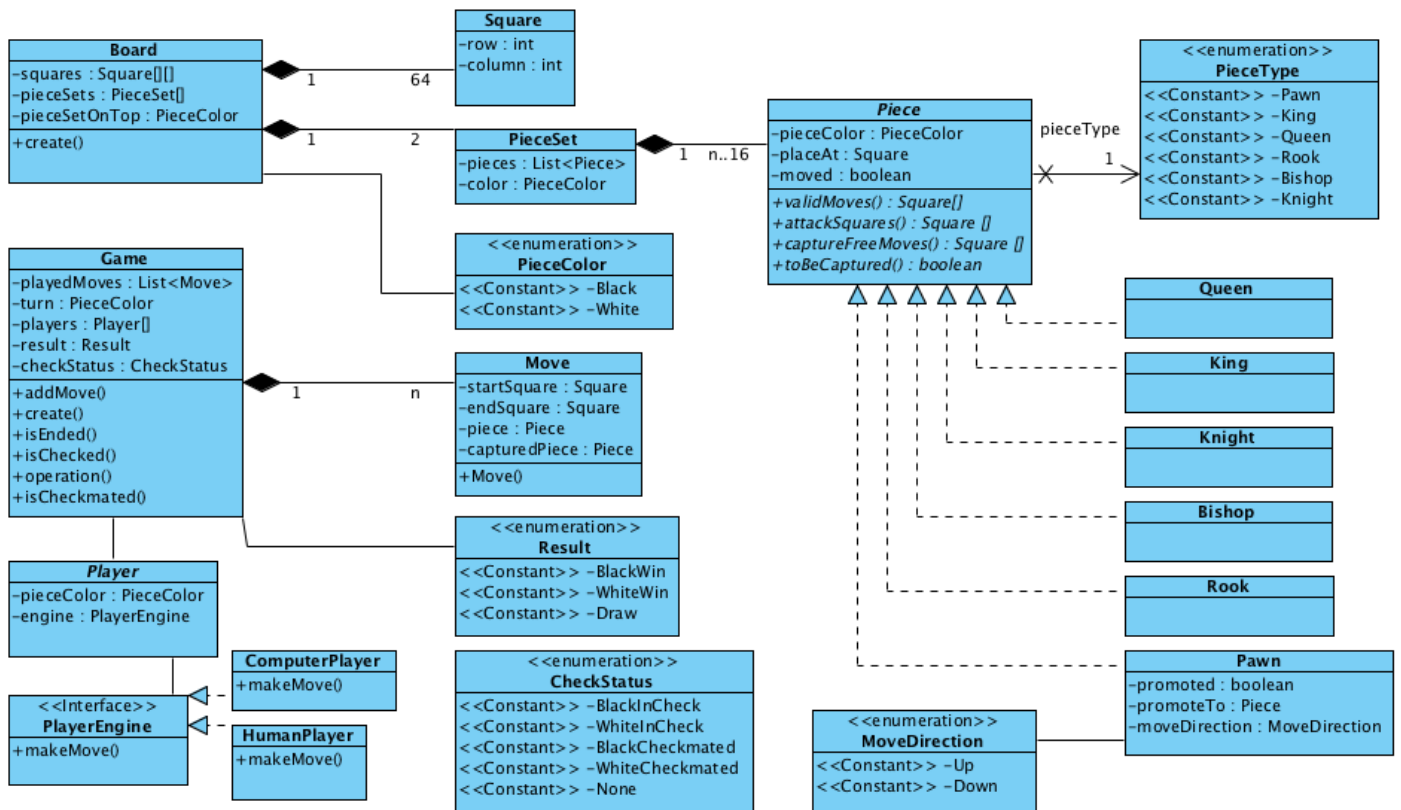 Board
-squares : Square[][]
-pieceSets : PieceSet[]
-pieceSetOnTop : PieceColor
+create()
1
64
1
2
Square
-row : int
-column : int
PieceSet
-pieces : List<Piece>
-color : PieceColor
1
n..16
<<enumeration>>
PieceColor
<<Constant>> -Black
<<Constant>> -White
Piece
-pieceColor : PieceColor
-placeAt : Square
-moved : boolean
+validMoves() : Square[]
+attackSquares() : Square []
+captureFreeMoves() : Square []
+toBeCaptured() : boolean
pieceType
1
<<enumeration>>
PieceType
<<Constant>> -Pawn
<<Constant>> -King
<<Constant>> -Queen
<<Constant>> -Rook
<<Constant>> -Bishop
<<Constant>> -Knight
Game
-playedMoves : List<Move>
-turn : PieceColor
-players : Player[]
-result : Result
-checkStatus : CheckStatus
+addMove()
+create()
+isEnded()
+isChecked()
+operation()
+isCheckmated()
1
n
Move
-startSquare : Square
-endSquare : Square
-piece : Piece
-capturedPiece : Piece
+Move()
<<enumeration>>
Result
<<Constant>> -BlackWin
<<Constant>> -WhiteWin
<<Constant>> -Draw
Player
-pieceColor : PieceColor
-engine : PlayerEngine
<<Interface>>
PlayerEngine
+makeMove()
ComputerPlayer
+makeMove()
HumanPlayer
+makeMove()
<<enumeration>>
CheckStatus
<<Constant>> -BlackInCheck
<<Constant>> -WhiteInCheck
<<Constant>> -BlackCheckmated
<<Constant>> -WhiteCheckmated
<<Constant>> -None
Queen
King
Knight
Bishop
Rook
Pawn
-promoted : boolean
-promoteTo : Piece
-moveDirection : MoveDirection
<<enumeration>>
MoveDirection
<<Constant>> -Up
<<Constant>> -Down